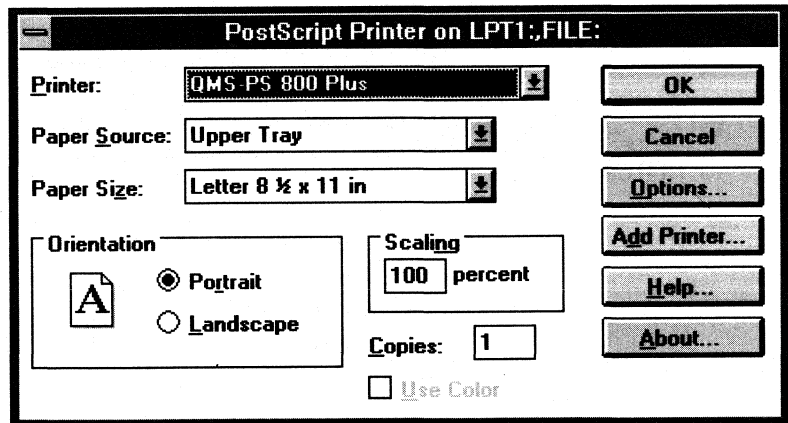 PostScript Printer on LPT1:,FILE:
Printer: QMS-PS 800 Plus
OK
Paper Source: Upper Tray
Cancel
Paper Size: Letter 8 ½ x 11 in
Options...
Orientation
Scaling
Add Printer...
A
Portrait
100 percent
Help...
Landscape
Copies: 1
About...
Use Color